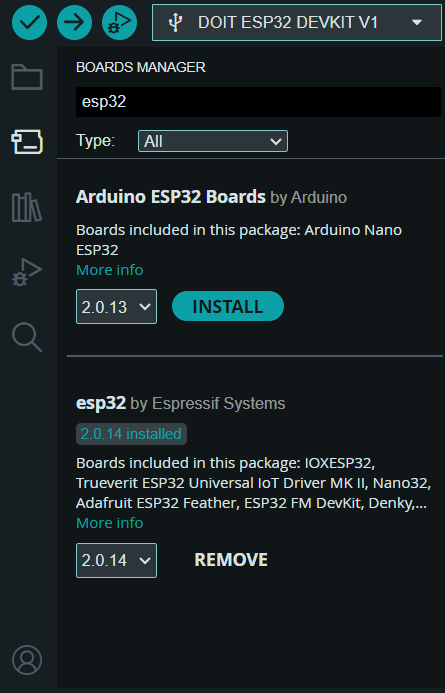 DOIT ESP32 DEVKIT V1
BOARDS MANAGER
esp32
Type:
All
Arduino ESP32 Boards by Arduino
Boards included in this package: Arduino Nano
ESP32
More info
2.0.13
INSTALL
esp32 by Espressif Systems
2.0.14 installed
Boards included in this package: IOXESP32,
Trueverit ESP32 Universal IoT Driver MK II, Nano32,
Adafruit ESP32 Feather, ESP32 FM DevKit, Denky,...
More info
2.0.14
REMOVE